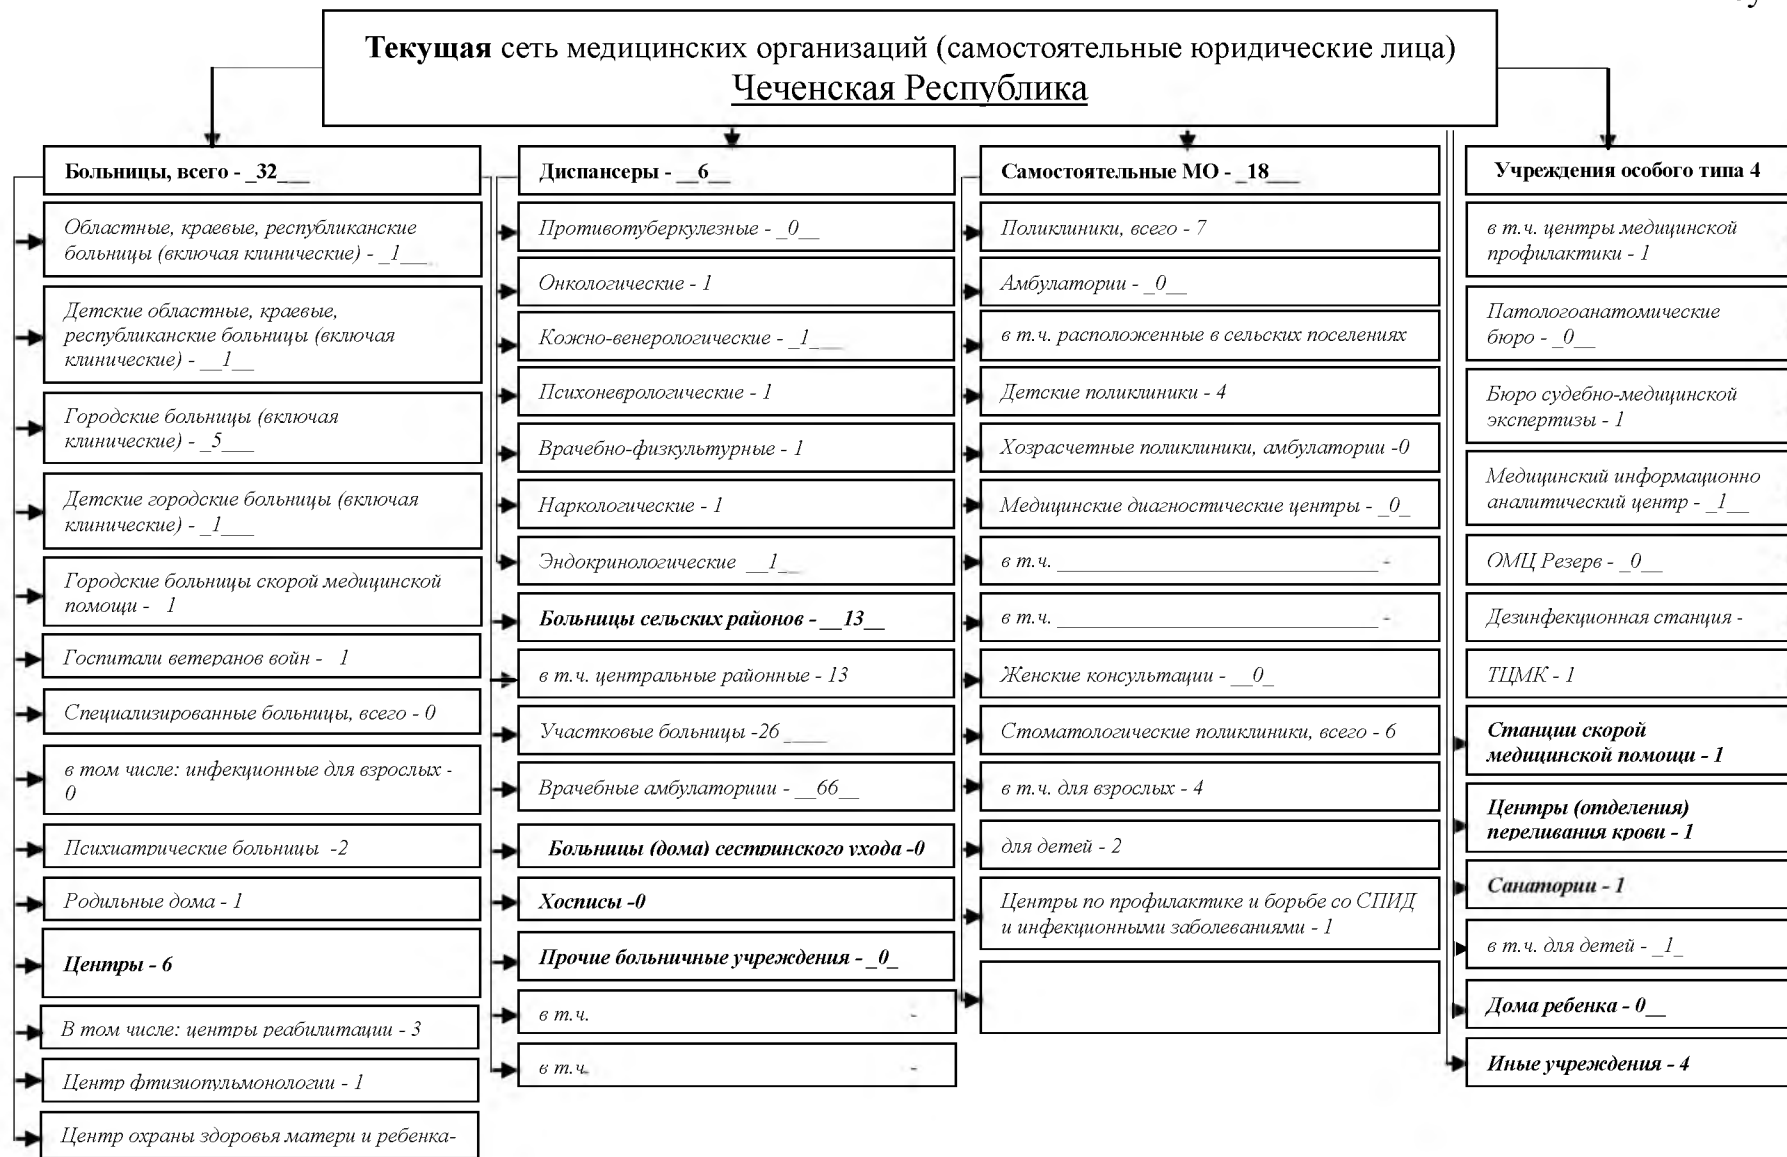 Текущая сеть медицинских организаций (самостоятельные юридические лица)
Чеченская Республика
Больницы, всего - _32___
Областные, краевые, республиканские
больницы (включая клинические) - _1__
Детские областные, краевые,
республиканские больницы (включая
клинические) - __1__
Городские больницы (включая
клинические) - _5___
Детские городские больницы (включая
клинические) - _1___
Городские больницы скорой медицинской
помощи - 1
Госпитали ветеранов войн - 1
Специализированные больницы, всего - 0
в том числе: инфекционные для взрослых -
0
Психиатрические больницы -2
Родильные дома - 1
Центры - 6
В том числе: центры реабилитации - 3
Центр фтизиопульмонологии - 1
Центр охраны здоровья матери и ребенка-
Диспансеры - __6__
Противотуберкулезные - _0__
Онкологические - 1
Кожно-венерологические - _1___
Психоневрологические - 1
Врачебно-физкультурные - 1
Наркологические - 1
Эндокринологические __1__
Больницы сельских районов - __13__
в т.ч. центральные районные - 13
Участковые больницы -26 ____
Врачебные амбулаториии - __66__
Больницы (дома) сестринского ухода -0
Хосписы -0
Прочие больничные учреждения - _0_
в т.ч. -
в т.ч. -
Самостоятельные МО - _18___
Поликлиники, всего - 7
Амбулатории - _0__
в т.ч. расположенные в сельских поселениях
Детские поликлиники - 4
Хозрасчетные поликлиники, амбулатории -0
Медицинские диагностические центры - _0_
в т.ч. ___________________________ -
в т.ч. ___________________________ -
Женские консультации - __0_
Стоматологические поликлиники, всего - 6
в т.ч. для взрослых - 4
для детей - 2
Центры по профилактике и борьбе со СПИД
и инфекционными заболеваниями - 1
Учреждения особого типа 4
в т.ч. центры медицинской
профилактики - 1
Патологоанатомические
бюро - _0__
Бюро судебно-медицинской
экспертизы - 1
Медицинский информационно
аналитический центр - _1__
ОМЦ Резерв - _0__
Дезинфекционная станция -
ТЦМК - 1
Станции скорой
медицинской помощи - 1
Центры (отделения)
переливания крови - 1
Санатории - 1
в т.ч. для детей - _1_
Дома ребенка - 0__
Иные учреждения - 4